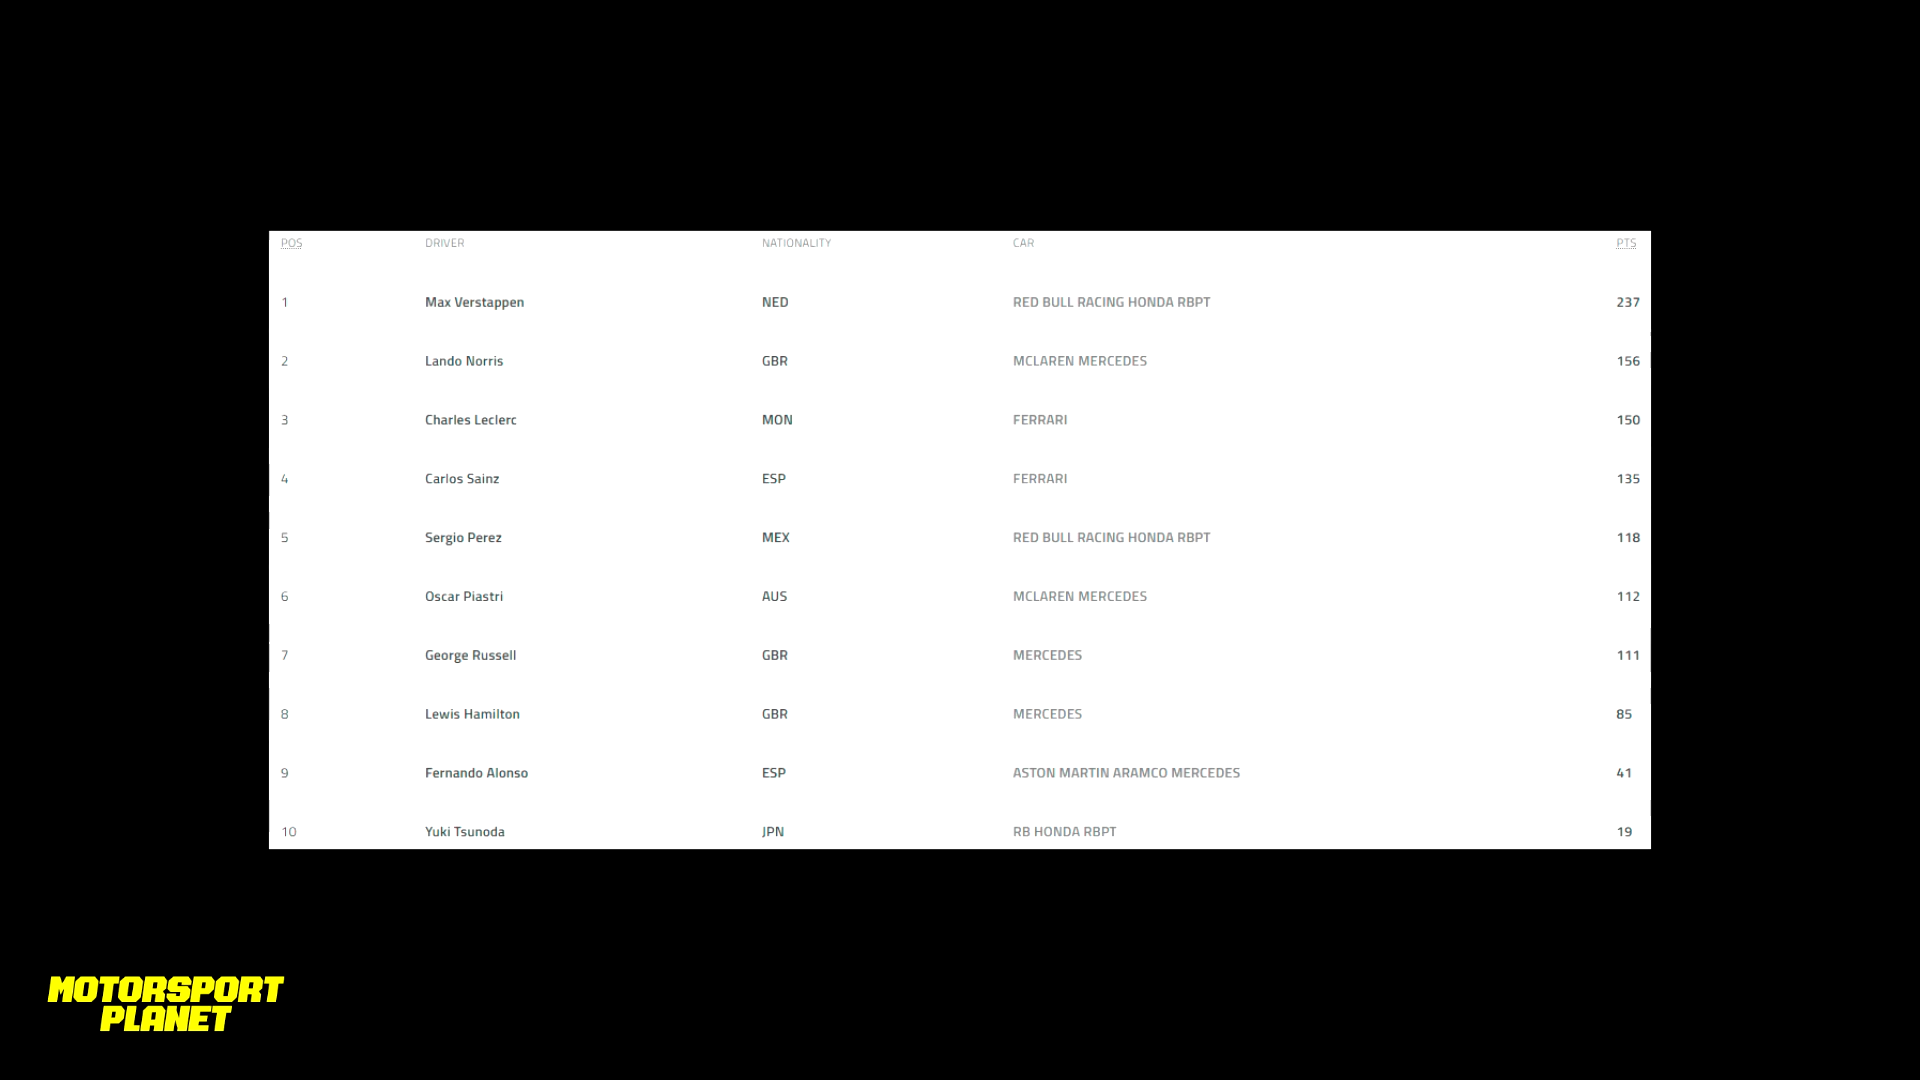 POS DRIVER NATIONALITY CAR PTS
1 Max Verstappen NED RED BULL RACING HONDA RBPT 237
2 Lando Norris GBR MCLAREN MERCEDES 156
3 Charles Leclerc MON FERRARI 150
4 Carlos Sainz ESP FERRARI 135
5 Sergio Perez MEX RED BULL RACING HONDA RBPT 118
6 Oscar Piastri AUS MCLAREN MERCEDES 112
7 George Russell GBR MERCEDES 111
8 Lewis Hamilton GBR MERCEDES 85
9 Fernando Alonso ESP ASTON MARTIN ARAMCO MERCEDES 41
10 Yuki Tsunoda JPN RB HONDA RBPT 19
MOTORSPORT
PLANET